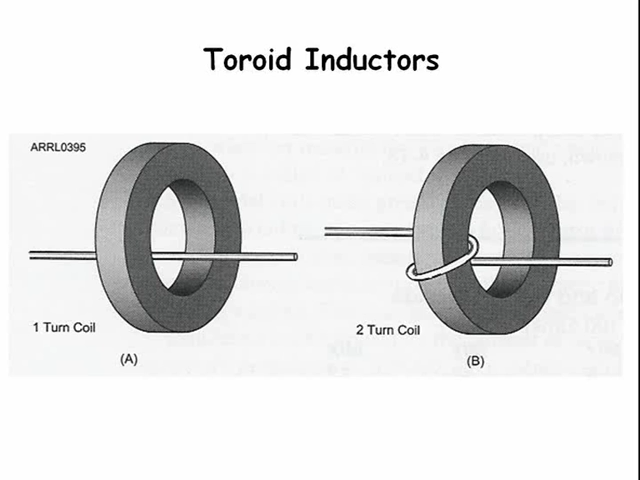 Toroid Inductors
ARRL0395
1 Turn Coil
2 Turn Coil
(A)
(B)